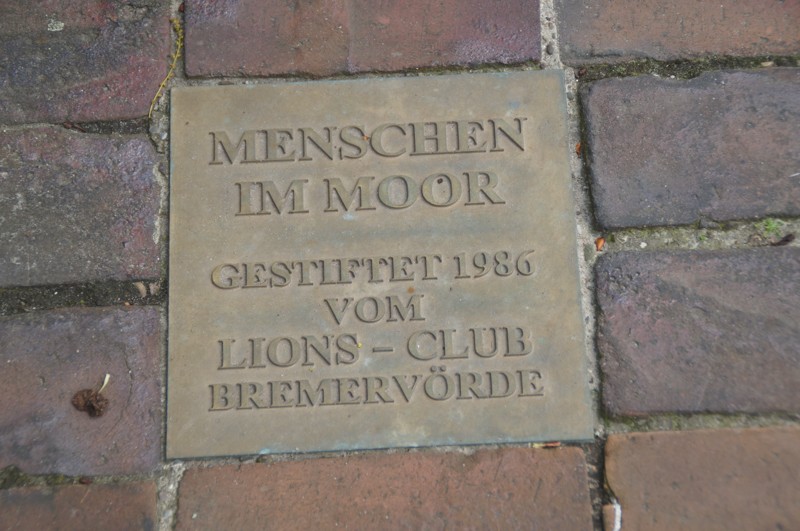 MENSCHEN
IM MOOR
GESTIFTET 1986
VOM
LIONS – CLUB
BREMERVÖRDE